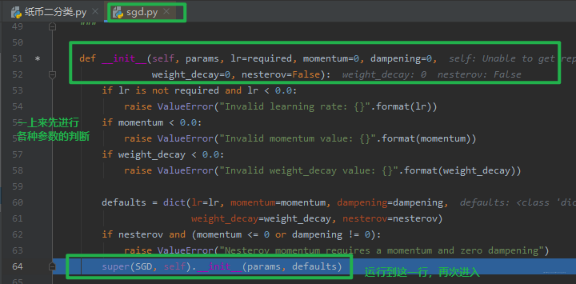 纸币二分类.py × sgd.py ×
49
50 """
51 * def __init__(self, params, lr=required, momentum=0, dampening=0, self: Unable to get rep
52 weight_decay=0, nesterov=False): weight_decay: 0 nesterov: False
53 if lr is not required and lr < 0.0:
54 raise ValueError("Invalid learning rate: {}".format(lr))
一上来先进行
各种参数的判断
if momentum < 0.0:
56 raise ValueError("Invalid momentum value: {}".format(momentum))
57 if weight_decay < 0.0:
58 raise ValueError("Invalid weight_decay value: {}".format(weight_decay))
59
60 defaults = dict(lr=lr, momentum=momentum, dampening=dampening, defaults: <class 'dic
61 weight_decay=weight_decay, nesterov=nesterov)
62 if nesterov and (momentum <= 0 or dampening != 0):
63 raise ValueError("Nesterov momentum requires a momentum and zero dampening")
64 super(SGD, self).__init__(params, defaults) 运行到这一行，再次进入
65